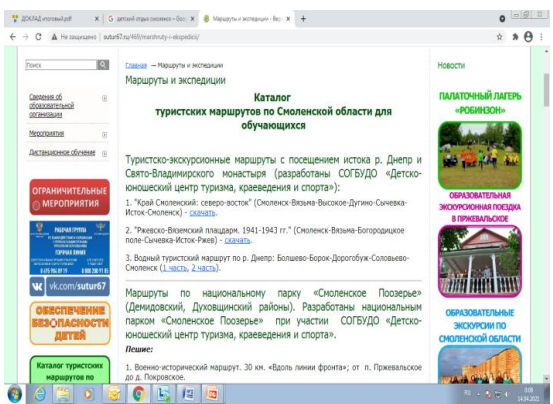 ДОКЛАД итоговый.pdf
детский отдых смоленск – Goo
Маршруты и экспедиции - Вер
Не защищено
sutur67.ru/469/marshruty-i-ekspedicii/
Поиск
Сведения об
образовательной
организации
Мероприятия
Дистанционное обучение
ОГРАНИЧИТЕЛЬНЫЕ
МЕРОПРИЯТИЯ
РАБОЧАЯ ГРУППА
ГОРЯЧАЯ ЛИНИЯ
vk.com/sutur67
ОБЕСПЕЧЕНИЕ
БЕЗОПАСНОСТИ
ДЕТЕЙ
Каталог туристских
маршрутов по
Главная — Маршруты и экспедиции
Маршруты и экспедиции
Каталог
туристских маршрутов по Смоленской области для
обучающихся
Туристско-экскурсионные маршруты с посещением истока р. Днепр и
Свято-Владимирского монастыря (разработаны СОГБУДО «Детско-
юношеский центр туризма, краеведения и спорта»):
1. "Край Смоленский: северо-восток" (Смоленск-Вязьма-Высокое-Дугино-Сычевка-
Исток-Смоленск) - скачать.
2. "Ржевско-Вяземский плацдарм. 1941-1943 гг." (Смоленск-Вязьма-Богородицкое
поле-Сычевка-Исток-Ржев) - скачать.
3. Водный туристский маршрут по р. Днепр: Болшево-Борок-Дорогобуж-Соловьево-
Смоленск (1 часть, 2 часть).
Маршруты по национальному парку «Смоленское Поозерье»
(Демидовский, Духовщинский районы). Разработаны национальным
парком «Смоленское Поозерье» при участии СОГБУДО «Детско-
юношеский центр туризма, краеведения и спорта».
Пешие:
1. Военно-исторический маршрут. 30 км. «Вдоль линии фронта»; от п. Пржевальское
до д. Покровское.
Новости
ПАЛАТОЧНЫЙ ЛАГЕРЬ
«РОБИНЗОН»
ОБРАЗОВАТЕЛЬНАЯ
ЭКСКУРСИОННАЯ ПОЕЗДКА
В ПРЖЕВАЛЬСКОЕ
ОБРАЗОВАТЕЛЬНЫЕ
ЭКСКУРСИИ ПО
СМОЛЕНСКОЙ ОБЛАСТИ
RU
9:08
14.04.2021